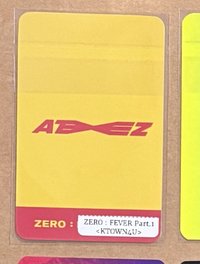 ATEEZ
ZERO : ZERO : FEVER Part.1
<KTOWN4U>